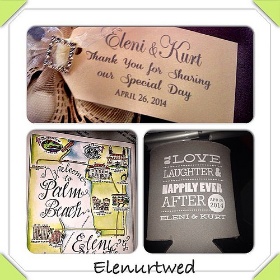 Eleni & Kurt
Thank You for Sharing
our Special Day
APRIL 26, 2014
welcome to
Palm
Beach
Eleni
LOVE
LAUGHTER &
HAPPILY EVER
AFTER
APRIL 26
2014
ELENI & KURT
Elenurtwed